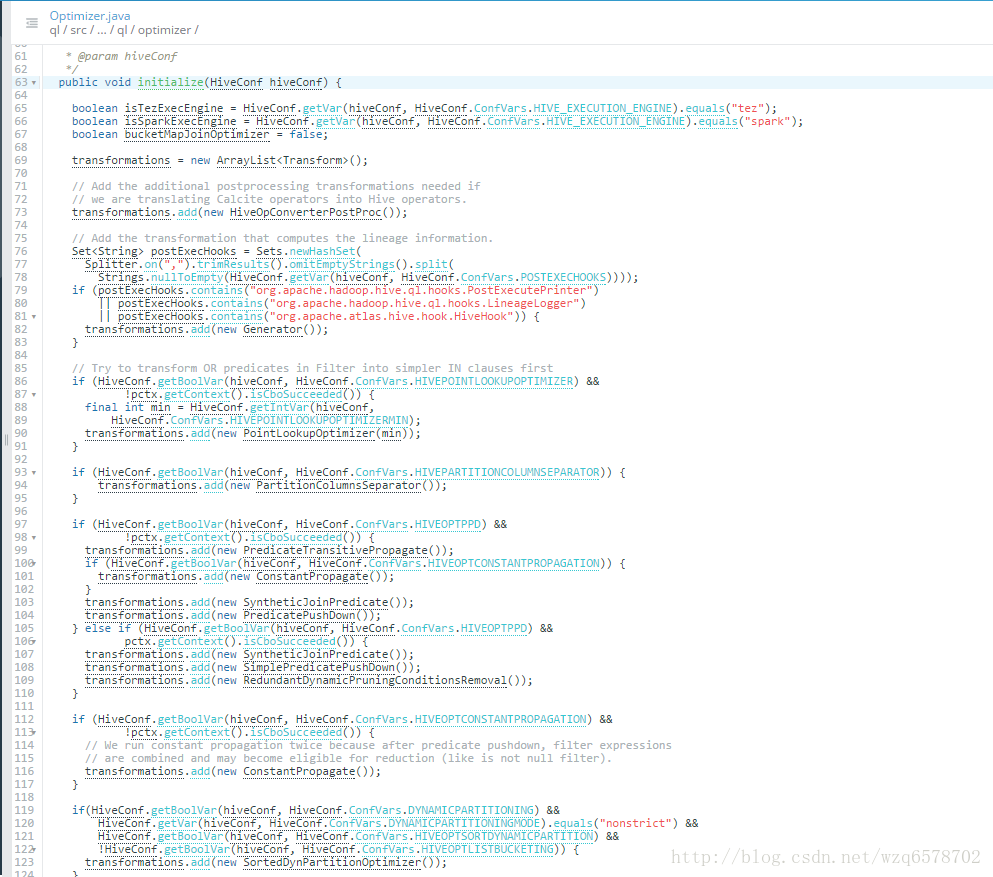 Optimizer.java
ql / src / ... / ql / optimizer /
61 * @param hiveConf
62 */
63 public void initialize(HiveConf hiveConf) {
64
65 boolean isTezExecEngine = HiveConf.getVar(hiveConf, HiveConf.ConfVars.HIVE_EXECUTION_ENGINE).equals("tez");
66 boolean isSparkExecEngine = HiveConf.getVar(hiveConf, HiveConf.ConfVars.HIVE_EXECUTION_ENGINE).equals("spark");
67 boolean bucketMapJoinOptimizer = false;
68
69 transformations = new ArrayList<Transform>();
70
71 // Add the additional postprocessing transformations needed if
72 // we are translating Calcite operators into Hive operators.
73 transformations.add(new HiveOpConverterPostProc());
74
75 // Add the transformation that computes the lineage information.
76 Set<String> postExecHooks = Sets.newHashSet(
77 Splitter.on(",").trimResults().omitEmptyStrings().split(
78 Strings.nullToEmpty(HiveConf.getVar(hiveConf, HiveConf.ConfVars.POSTEXECHOOKS))));
79 if (postExecHooks.contains("org.apache.hadoop.hive.ql.hooks.PostExecutePrinter")
80 || postExecHooks.contains("org.apache.hadoop.hive.ql.hooks.LineageLogger")
81 || postExecHooks.contains("org.apache.atlas.hive.hook.HiveHook")) {
82 transformations.add(new Generator());
83 }
84
85 // Try to transform OR predicates in Filter into simpler IN clauses first
86 if (HiveConf.getBoolVar(hiveConf, HiveConf.ConfVars.HIVEPOINTLOOKUPOPTIMIZER) &&
87 !pctx.getContext().isCboSucceeded()) {
88 final int min = HiveConf.getIntVar(hiveConf,
89 HiveConf.ConfVars.HIVEPOINTLOOKUPOPTIMIZERMIN);
90 transformations.add(new PointLookupOptimizer(min));
91 }
92
93 if (HiveConf.getBoolVar(hiveConf, HiveConf.ConfVars.HIVEPARTITIONCOLUMNSEPARATOR)) {
94 transformations.add(new PartitionColumnsSeparator());
95 }
96
97 if (HiveConf.getBoolVar(hiveConf, HiveConf.ConfVars.HIVEOPTPPD) &&
98 !pctx.getContext().isCboSucceeded()) {
99 transformations.add(new PredicateTransitivePropagate());
100 if (HiveConf.getBoolVar(hiveConf, HiveConf.ConfVars.HIVEOPTCONSTANTPROPAGATION)) {
101 transformations.add(new ConstantPropagate());
102 }
103 transformations.add(new SyntheticJoinPredicate());
104 transformations.add(new PredicatePushDown());
105 } else if (HiveConf.getBoolVar(hiveConf, HiveConf.ConfVars.HIVEOPTPPD) &&
106 pctx.getContext().isCboSucceeded()) {
107 transformations.add(new SyntheticJoinPredicate());
108 transformations.add(new SimplePredicatePushDown());
109 transformations.add(new RedundantDynamicPruningConditionsRemoval());
110 }
111
112 if (HiveConf.getBoolVar(hiveConf, HiveConf.ConfVars.HIVEOPTCONSTANTPROPAGATION) &&
113 !pctx.getContext().isCboSucceeded()) {
114 // We run constant propagation twice because after predicate pushdown, filter expressions
115 // are combined and may become eligible for reduction (like is not null filter).
116 transformations.add(new ConstantPropagate());
117 }
118
119 if(HiveConf.getBoolVar(hiveConf, HiveConf.ConfVars.DYNAMICPARTITIONING) &&
120 HiveConf.getVar(hiveConf, HiveConf.ConfVars.DYNAMICPARTITIONINGMODE).equals("nonstrict") &&
121 HiveConf.getBoolVar(hiveConf, HiveConf.ConfVars.HIVEOPTSORTDYNAMICPARTITION) &&
122 !HiveConf.getBoolVar(hiveConf, HiveConf.ConfVars.HIVEOPTLISTBUCKETING)) {
123 transformations.add(new SortedDynPartitionOptimizer());
124 }
http://blog.csdn.net/wzq6578702